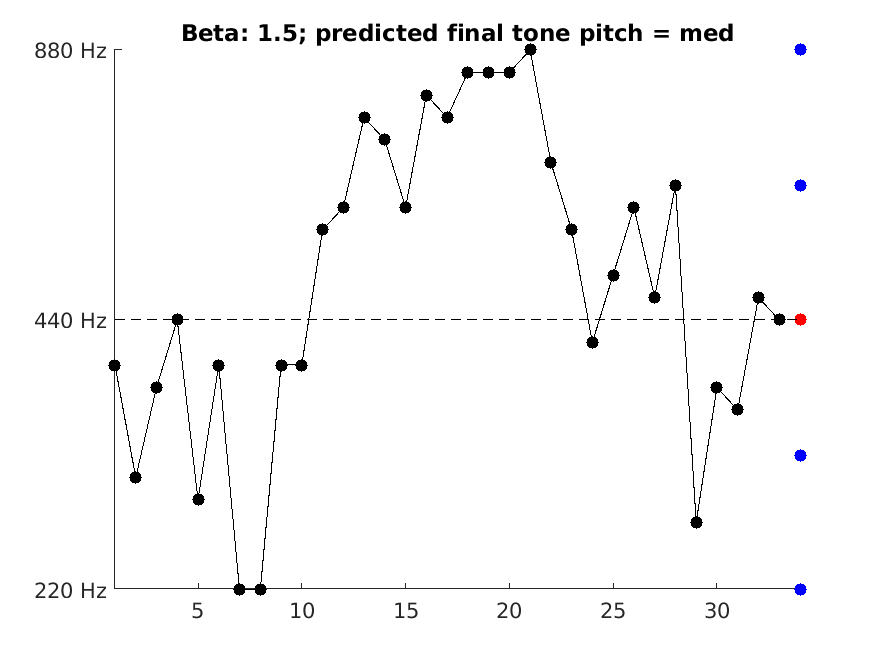 Beta: 1.5; predicted final tone pitch = med
880 Hz
440 Hz
220 Hz
5 10 15 20 25 30